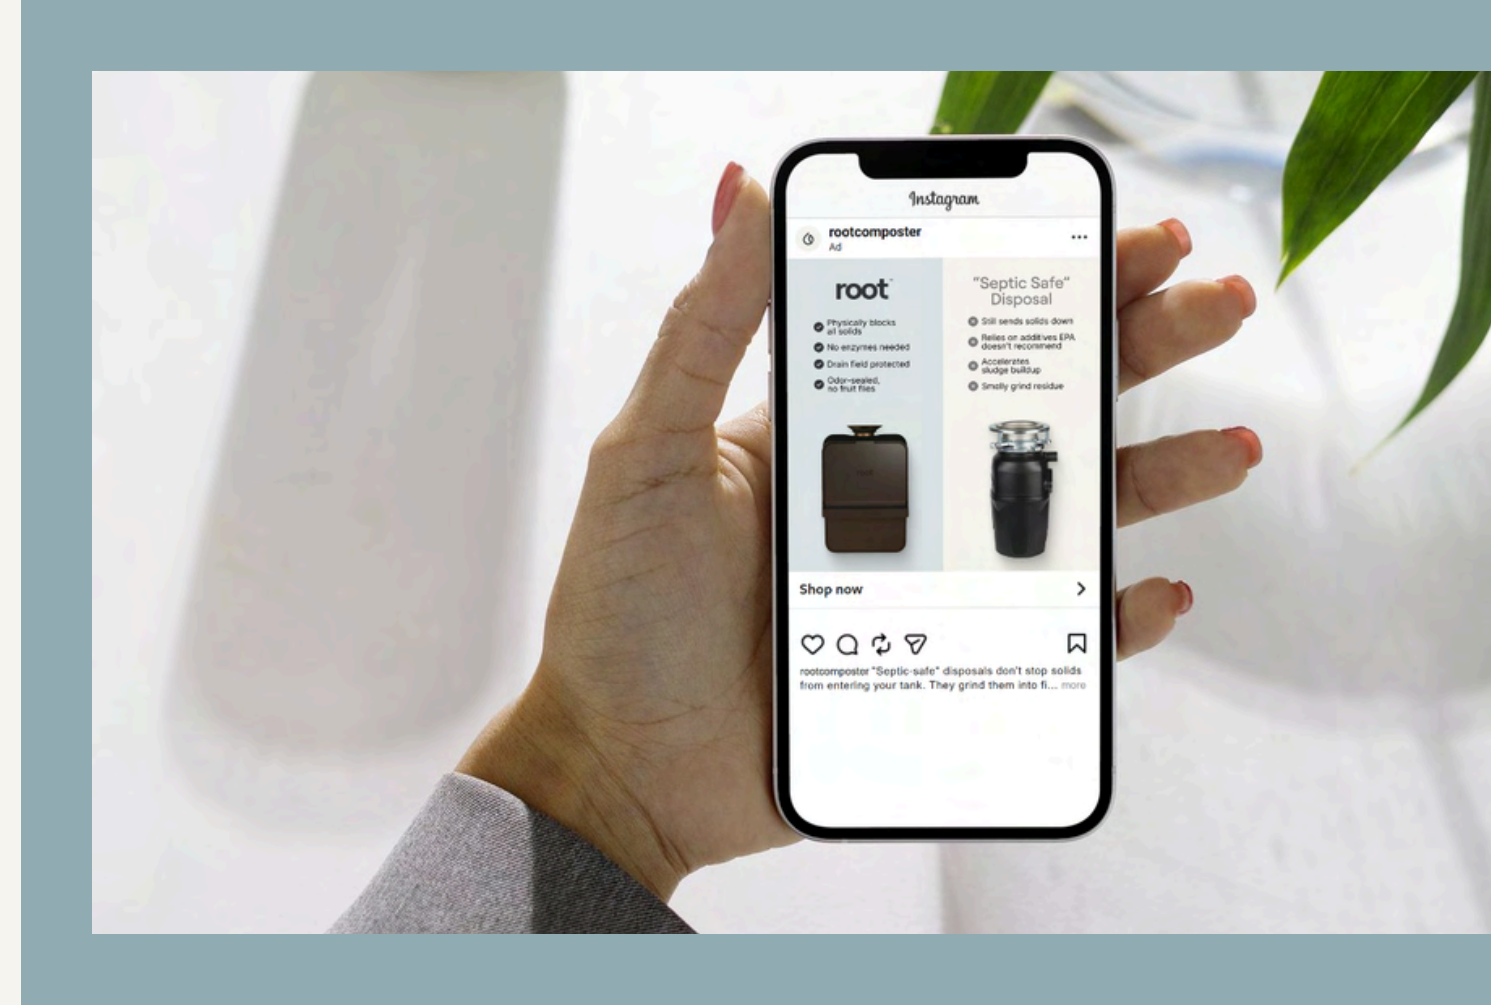 Instagram
rootcomposter
Ad
root
Physically blocks
all solids
No enzymes needed
Drain field protected
Odor-sealed,
no fruit flies
"Septic Safe"
Disposal
Still sends solids down
Relies on additives EPA
doesn't recommend
Accelerates
sludge buildup
Smelly grind residue
Shop now
rootcomposter "Septic-safe" disposals don't stop solids
from entering your tank. They grind them into fi... more